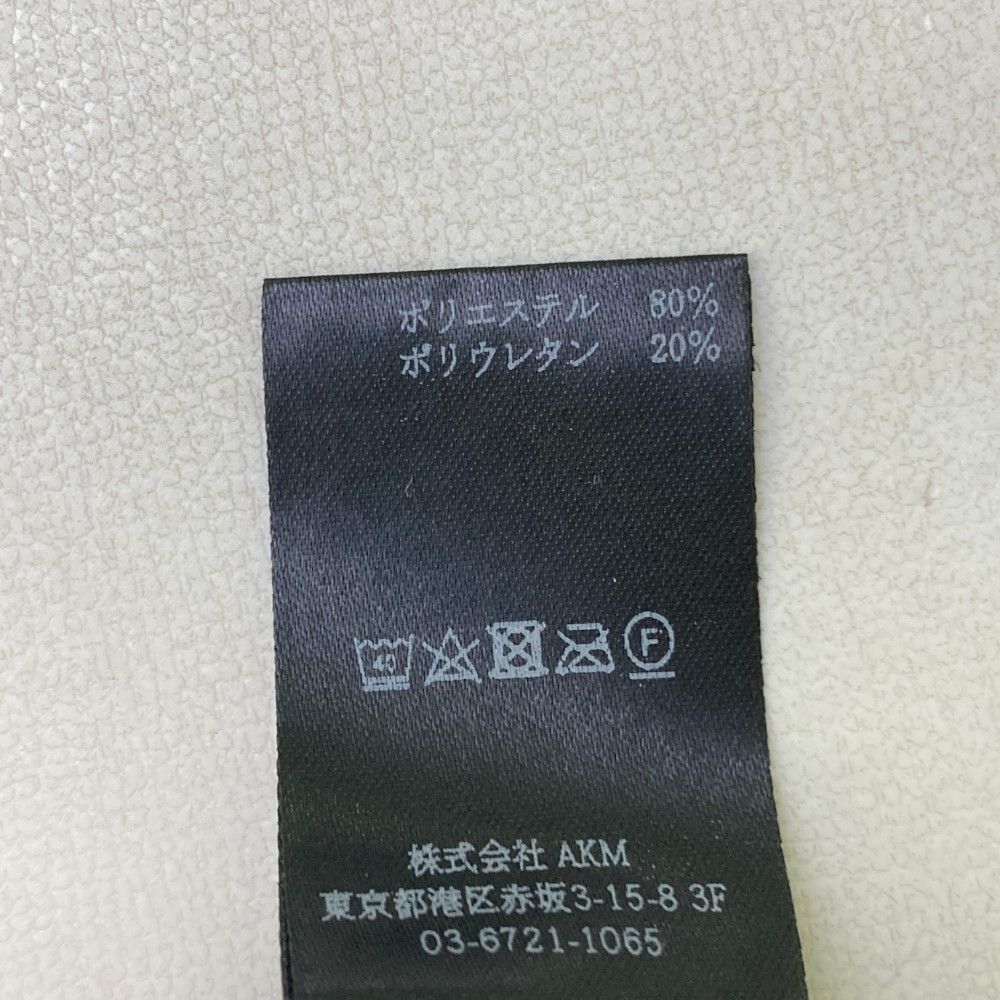 ポリエステル 80%
ポリウレタン 20%
40 F
株式会社 AKM
東京都港区赤坂3-15-8 3F
03-6721-1065